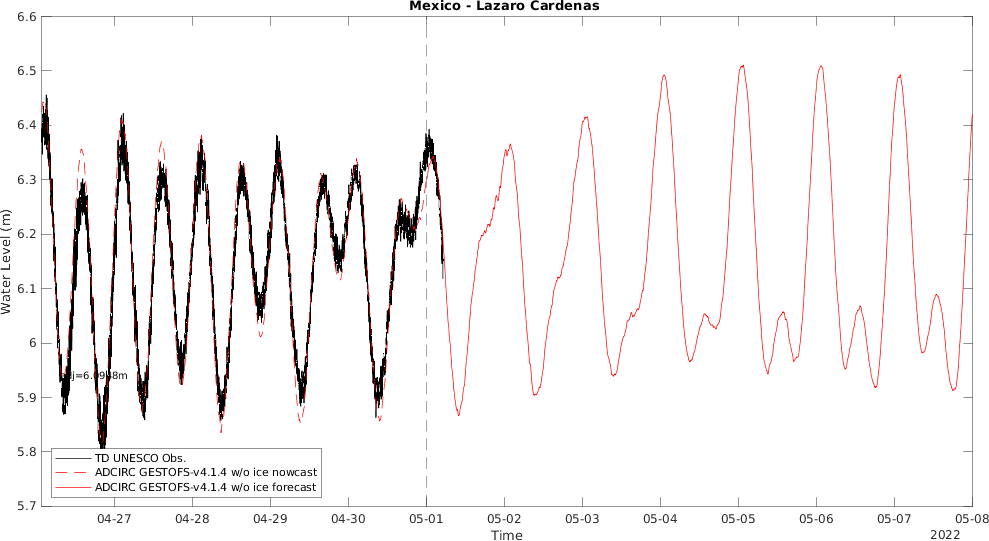 Mexico - Lazaro Cardenas
6.6
6.5
6.4
6.3
6.2
6.1
6
5.9
5.8
5.7
Water Level (m)
TD UNESCO Obs.
ADCIRC GESTOFS-v4.1.4 w/o ice nowcast
ADCIRC GESTOFS-v4.1.4 w/o ice forecast
04-27 04-28 04-29 04-30 05-01 05-02 05-03 05-04 05-05 05-06 05-07 05-08
Time
2022